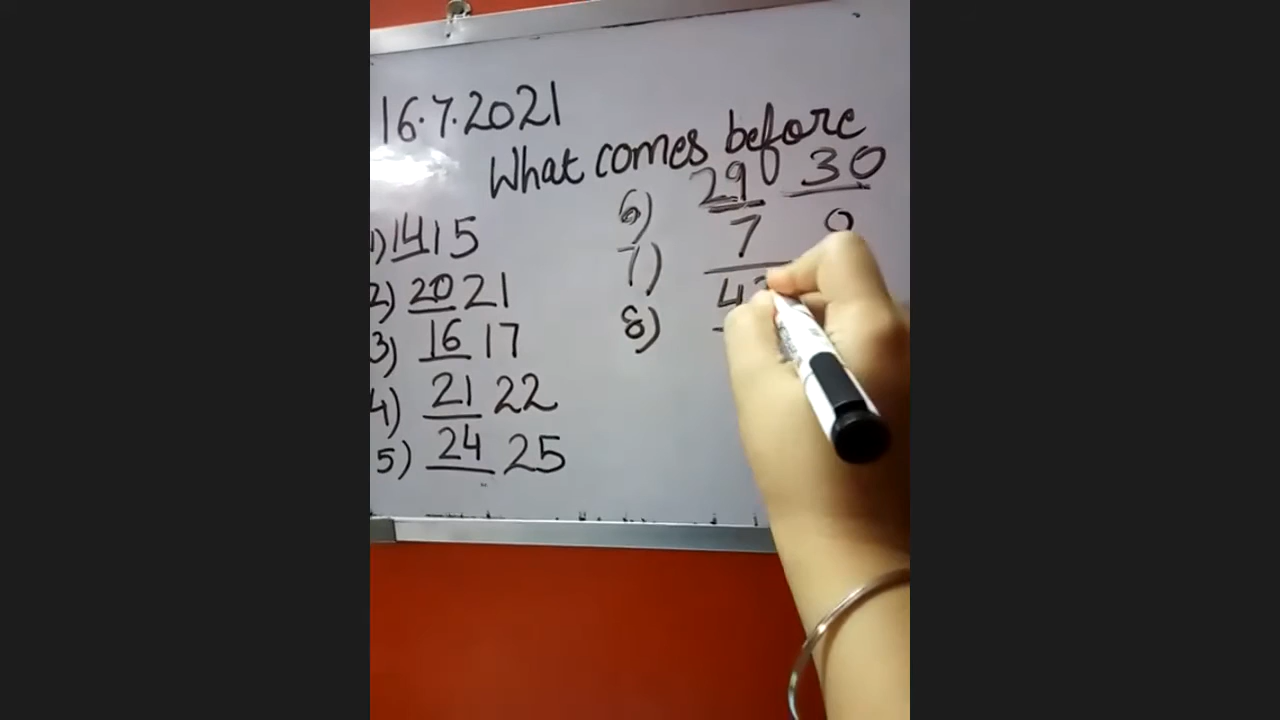 16.7.2021
What comes before
1) 14 15
2) 20 21
3) 16 17
4) 21 22
5) 24 25
6) 29 30
7) 7
8)